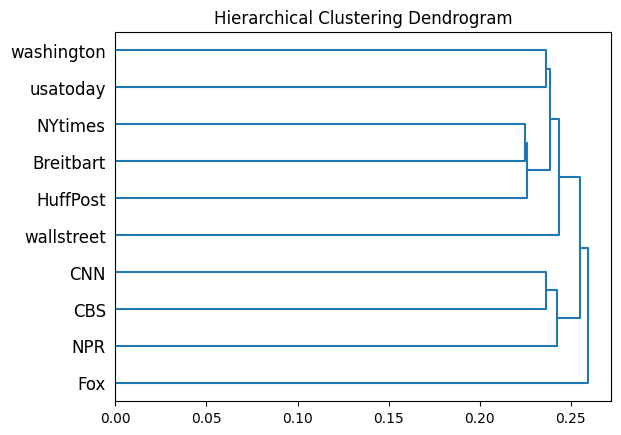 Hierarchical Clustering Dendrogram
washington
usatoday
NYtimes
Breitbart
HuffPost
wallstreet
CNN
CBS
NPR
Fox
0.00 0.05 0.10 0.15 0.20 0.25